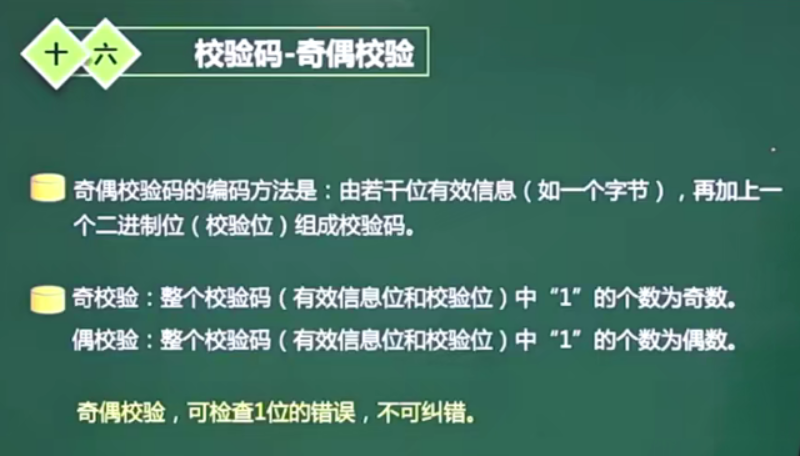 十六 校验码-奇偶校验
奇偶校验码的编码方法是：由若干位有效信息（如一个字节），再加上一
个二进制位（校验位）组成校验码。
奇校验：整个校验码（有效信息位和校验位）中“1”的个数为奇数。
偶校验：整个校验码（有效信息位和校验位）中“1”的个数为偶数。
奇偶校验，可检查1位的错误，不可纠错。